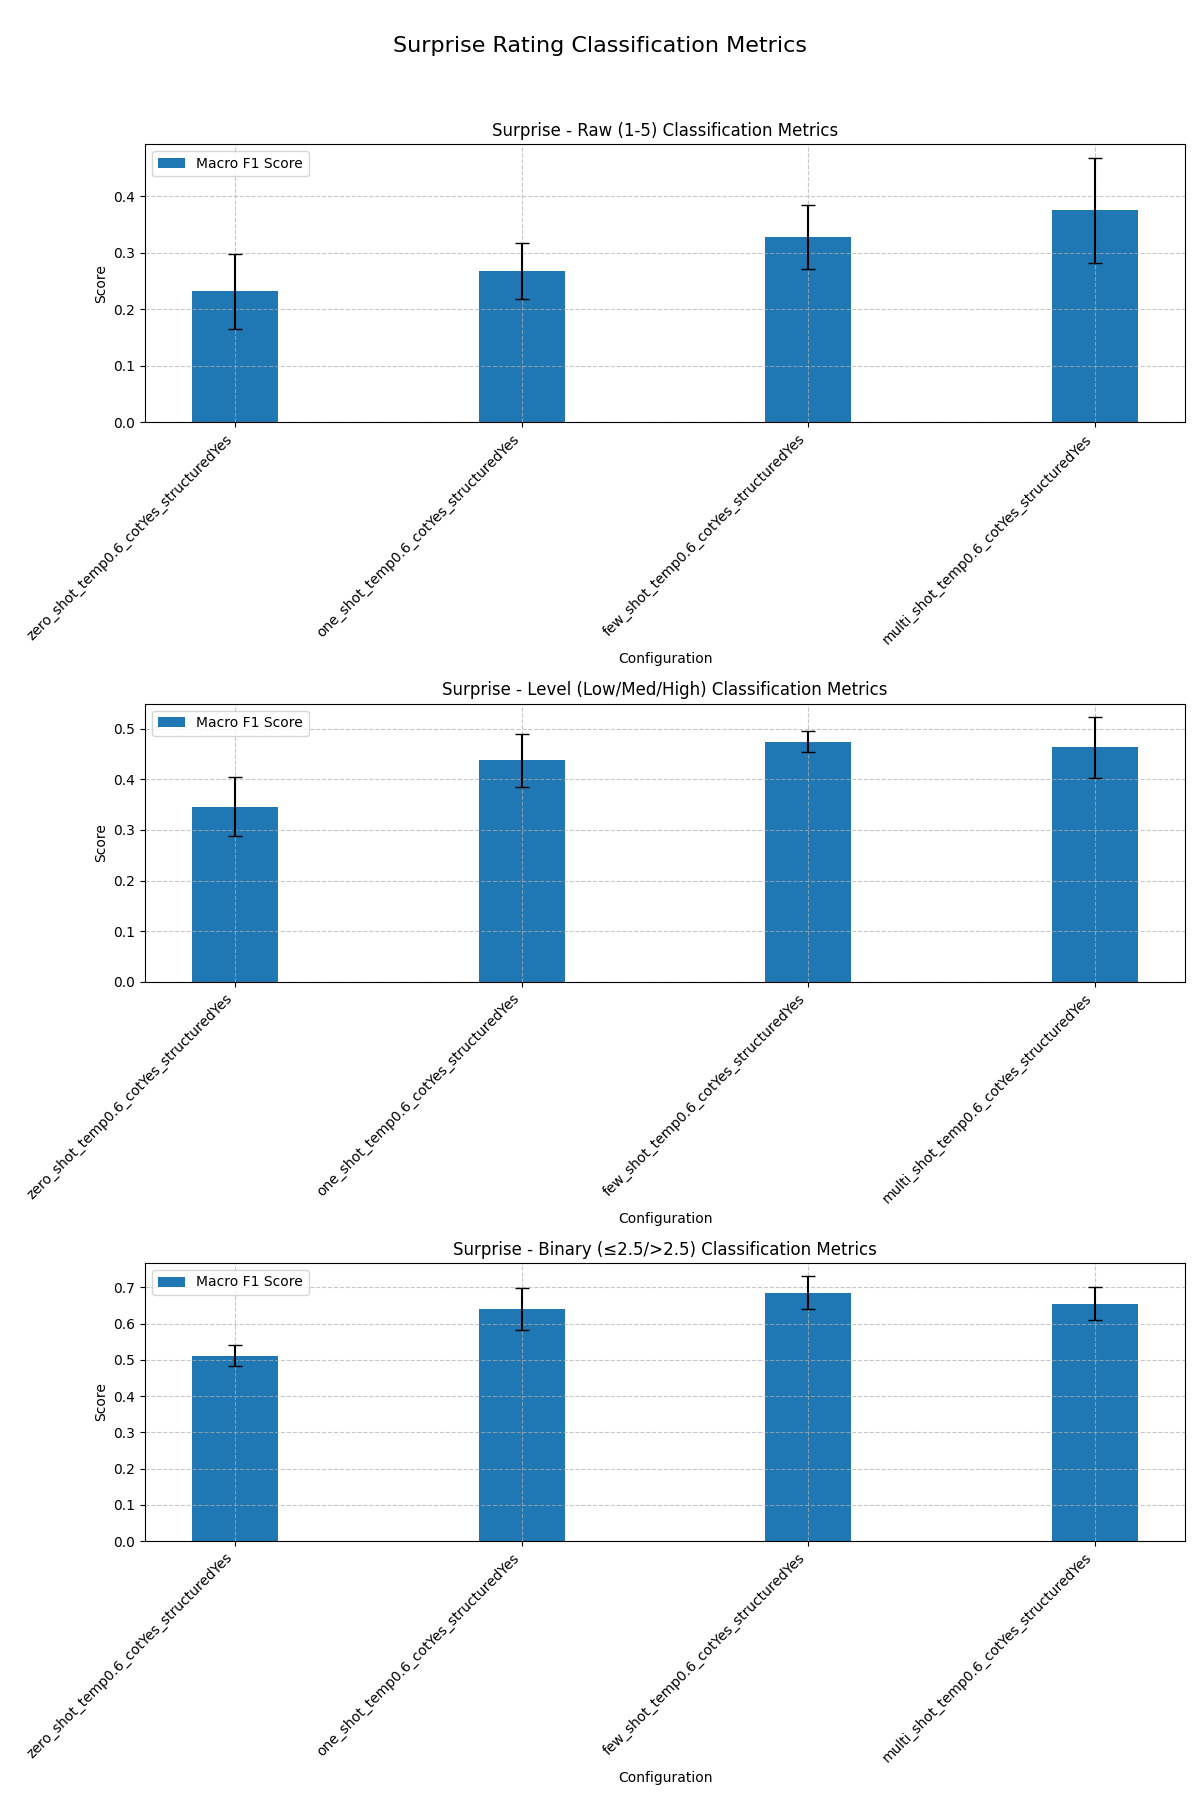 Surprise Rating Classification Metrics
Surprise - Raw (1-5) Classification Metrics
Macro F1 Score
Score
0.4
0.3
0.2
0.1
0.0
zero_shot_temp0.6_cotYes_structuredYes
one_shot_temp0.6_cotYes_structuredYes
few_shot_temp0.6_cotYes_structuredYes
multi_shot_temp0.6_cotYes_structuredYes
Configuration
Surprise - Level (Low/Med/High) Classification Metrics
Macro F1 Score
Score
0.5
0.4
0.3
0.2
0.1
0.0
zero_shot_temp0.6_cotYes_structuredYes
one_shot_temp0.6_cotYes_structuredYes
few_shot_temp0.6_cotYes_structuredYes
multi_shot_temp0.6_cotYes_structuredYes
Configuration
Surprise - Binary (≤2.5/>2.5) Classification Metrics
Macro F1 Score
Score
0.7
0.6
0.5
0.4
0.3
0.2
0.1
0.0
zero_shot_temp0.6_cotYes_structuredYes
one_shot_temp0.6_cotYes_structuredYes
few_shot_temp0.6_cotYes_structuredYes
multi_shot_temp0.6_cotYes_structuredYes
Configuration